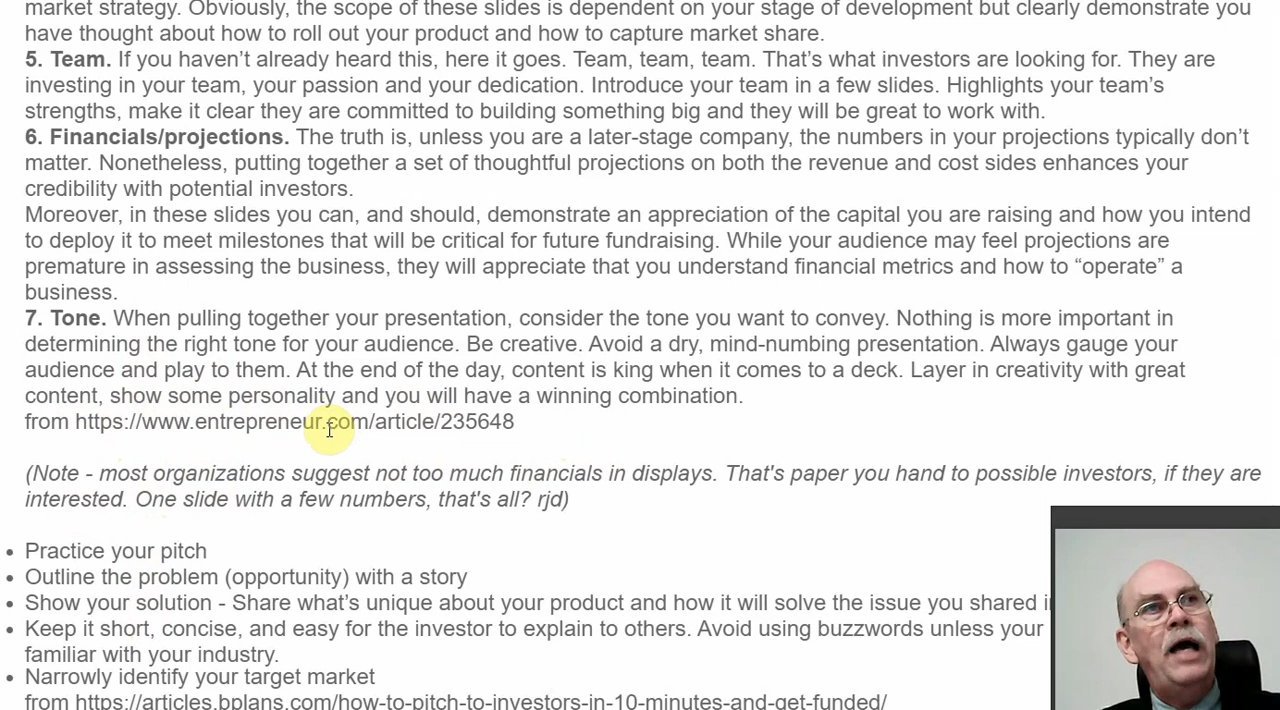 market strategy. Obviously, the scope of these slides is dependent on your stage of development but clearly demonstrate you
have thought about how to roll out your product and how to capture market share.
5. Team. If you haven’t already heard this, here it goes. Team, team, team. That’s what investors are looking for. They are
investing in your team, your passion and your dedication. Introduce your team in a few slides. Highlights your team’s
strengths, make it clear they are committed to building something big and they will be great to work with.
6. Financials/projections. The truth is, unless you are a later-stage company, the numbers in your projections typically don’t
matter. Nonetheless, putting together a set of thoughtful projections on both the revenue and cost sides enhances your
credibility with potential investors.
Moreover, in these slides you can, and should, demonstrate an appreciation of the capital you are raising and how you intend
to deploy it to meet milestones that will be critical for future fundraising. While your audience may feel projections are
premature in assessing the business, they will appreciate that you understand financial metrics and how to “operate” a
business.
7. Tone. When pulling together your presentation, consider the tone you want to convey. Nothing is more important in
determining the right tone for your audience. Be creative. Avoid a dry, mind-numbing presentation. Always gauge your
audience and play to them. At the end of the day, content is king when it comes to a deck. Layer in creativity with great
content, show some personality and you will have a winning combination.
from https://www.entrepreneur.com/article/235648
(Note - most organizations suggest not too much financials in displays. That's paper you hand to possible investors, if they are
interested. One slide with a few numbers, that's all? rjd)
• Practice your pitch
• Outline the problem (opportunity) with a story
• Show your solution - Share what’s unique about your product and how it will solve the issue you shared
• Keep it short, concise, and easy for the investor to explain to others. Avoid using buzzwords unless your
familiar with your industry.
• Narrowly identify your target market
from https://articles.bplans.com/how-to-pitch-to-investors-in-10-minutes-and-get-funded/